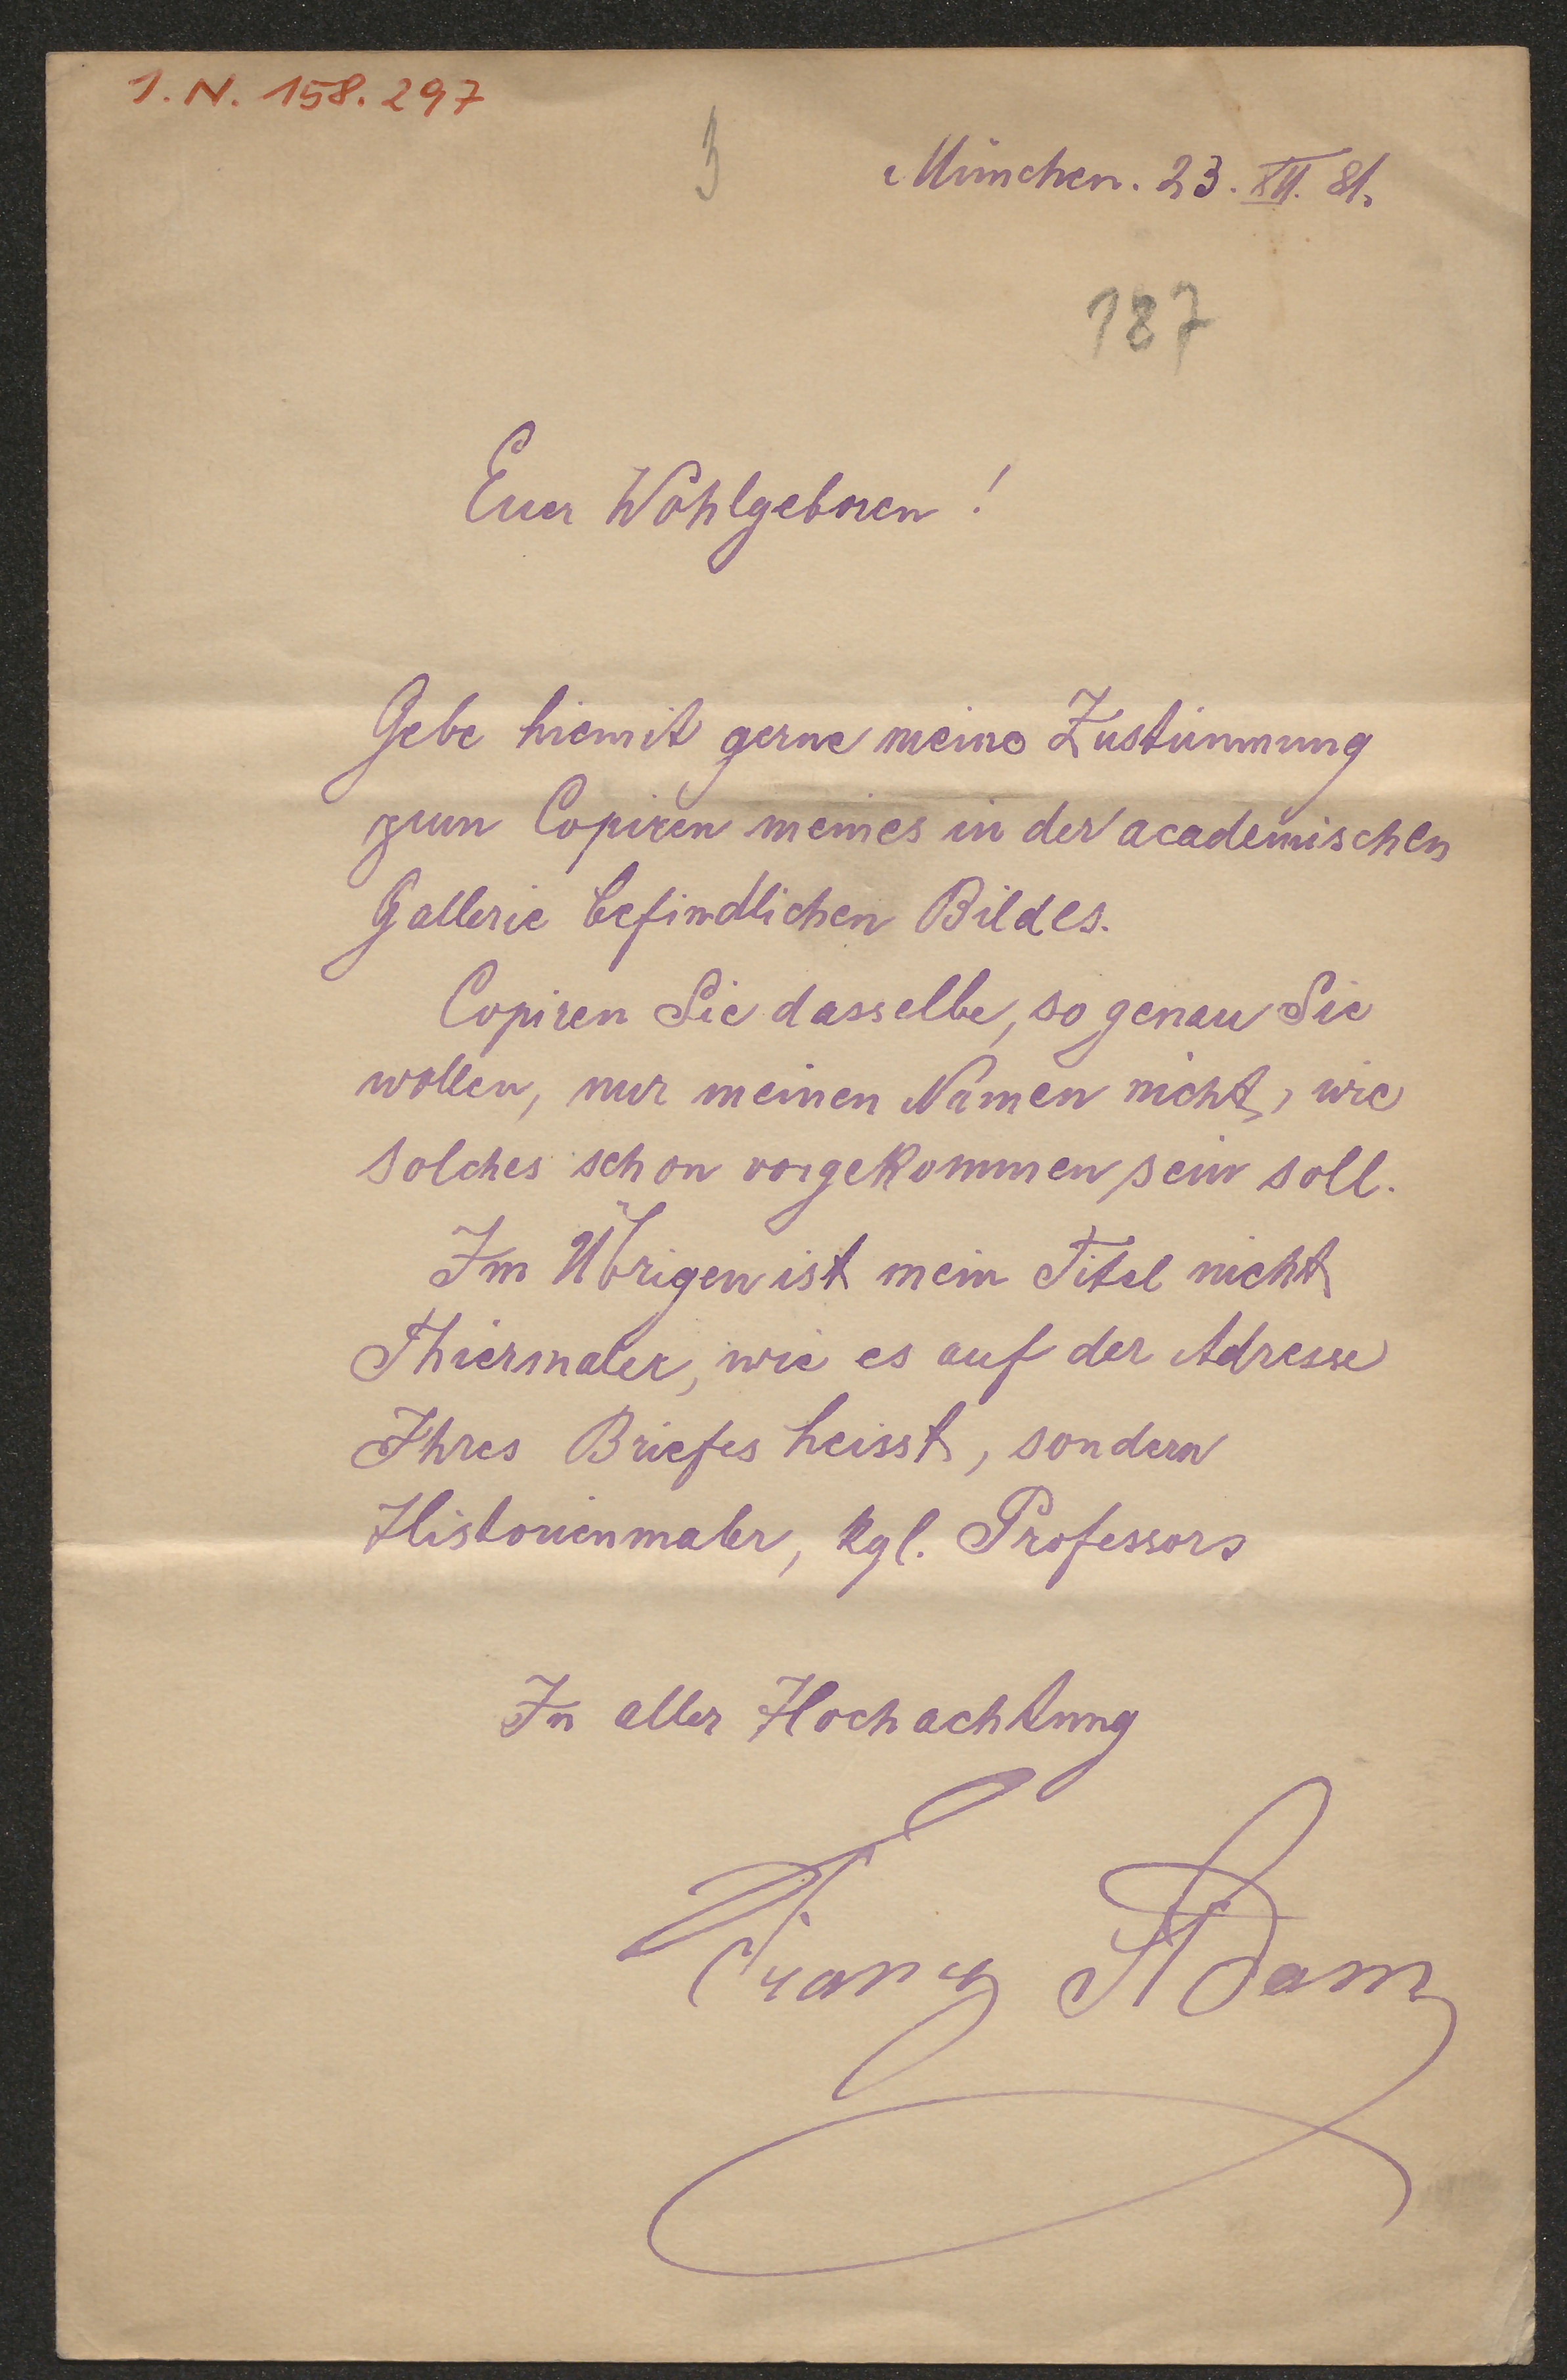 I. N. 158.297
3
München. 23. XII. 81.
187
Euer Wohlgeboren!
Gebe hiemit gerne meine Zustimmung
zum Copiren meines in der academischen
Gallerie befindlichen Bildes.
Copiren Sie dasselbe, so genau Sie
wollen, nur meinen Namen nicht, wie
solches schon vorgekommen sein soll.
Im Übrigen ist mein Titel nicht
Thiermaler, wie es auf der Adresse
Ihres Briefes heisst, sondern
Historienmaler, kgl. Professors
In aller Hochachtung
Franz Adam